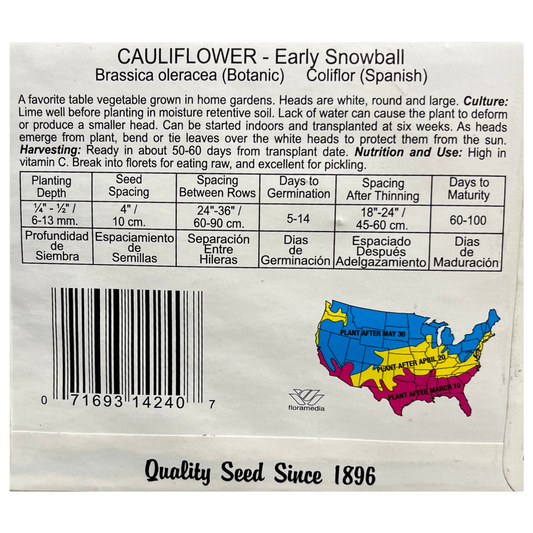 CAULIFLOWER - Early Snowball
Brassica oleracea (Botanic) Coliflor (Spanish)
A favorite table vegetable grown in home gardens. Heads are white, round and large. Culture:
Lime well before planting in moisture retentive soil. Lack of water can cause the plant to deform
or produce a smaller head. Can be started indoors and transplanted at six weeks. As heads
emerge from plant, bend or tie leaves over the white heads to protect them from the sun.
Harvesting: Ready in about 50-60 days from transplant date. Nutrition and Use: High in
vitamin C. Break into florets for eating raw, and excellent for pickling.
Planting Depth Seed Spacing Spacing Between Rows Days to Germination Spacing After Thinning Days to Maturity
¼" - ½" / 6-13 mm. 4" / 10 cm. 24"-36" / 60-90 cm. 5-14 18"-24" / 45-60 cm. 60-100
Profundidad de Siembra Espaciamiento de Semillas Separación Entre Hileras Dias de Germinación Espaciado Después Adelgazamiento Dias de Maduración
PLANT AFTER MAY 30
PLANT AFTER APRIL 20
PLANT AFTER MARCH 10
0 71693 14240 7
floramedia
Quality Seed Since 1896